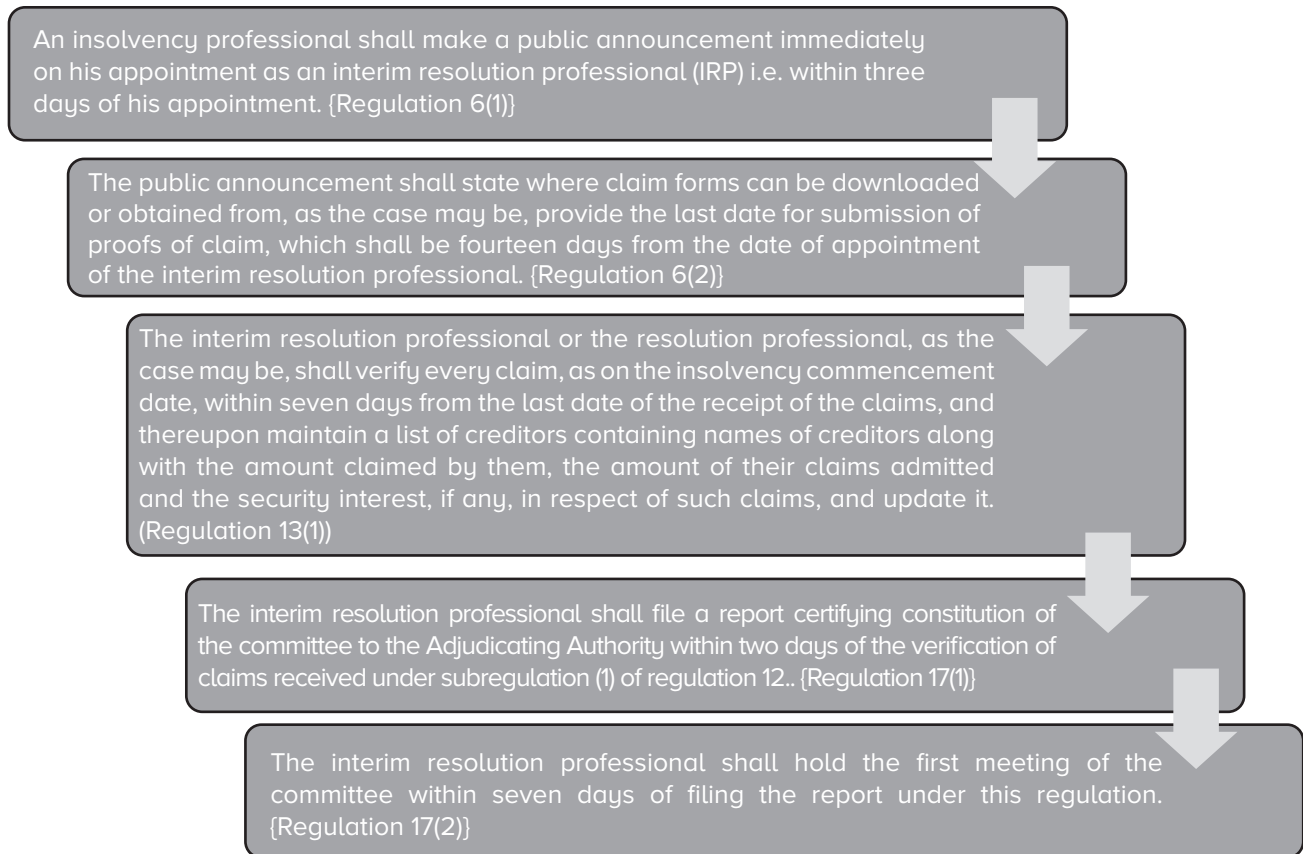 An insolvency professional shall make a public announcement immediately
on his appointment as an interim resolution professional (IRP) i.e. within three
days of his appointment. {Regulation 6(1)}
The public announcement shall state where claim forms can be downloaded
or obtained from, as the case may be, provide the last date for submission of
proofs of claim, which shall be fourteen days from the date of appointment
of the interim resolution professional. {Regulation 6(2)}
The interim resolution professional or the resolution professional, as the
case may be, shall verify every claim, as on the insolvency commencement
date, within seven days from the last date of the receipt of the claims, and
thereupon maintain a list of creditors containing names of creditors along
with the amount claimed by them, the amount of their claims admitted
and the security interest, if any, in respect of such claims, and update it.
(Regulation 13(1))
The interim resolution professional shall file a report certifying constitution of
the committee to the Adjudicating Authority within two days of the verification of
claims received under subregulation (1) of regulation 12.. {Regulation 17(1)}
The interim resolution professional shall hold the first meeting of the
committee within seven days of filing the report under this regulation.
{Regulation 17(2)}